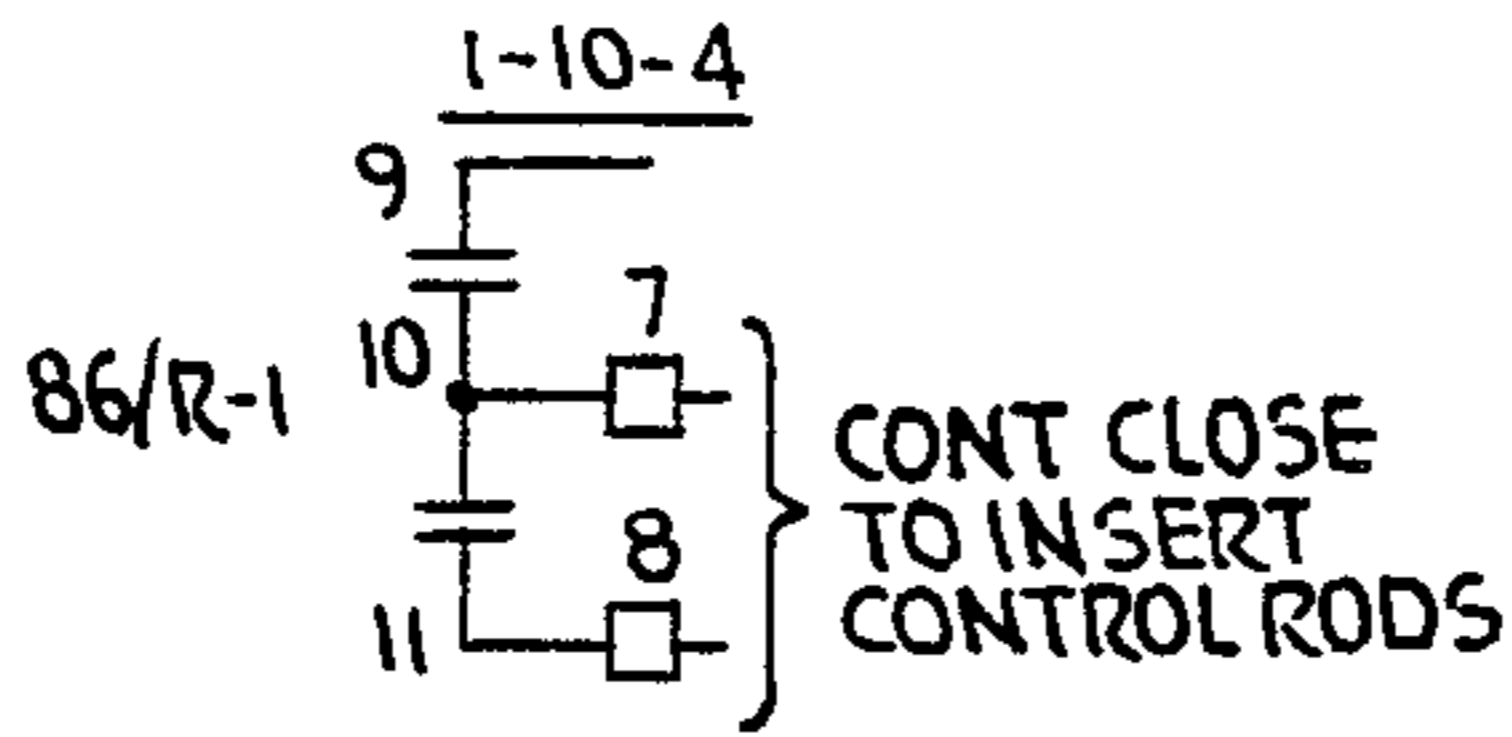 1-10-4
9
7
10
86/R-1
CONT CLOSE
TO INSERT
CONTROL RODS
8
11